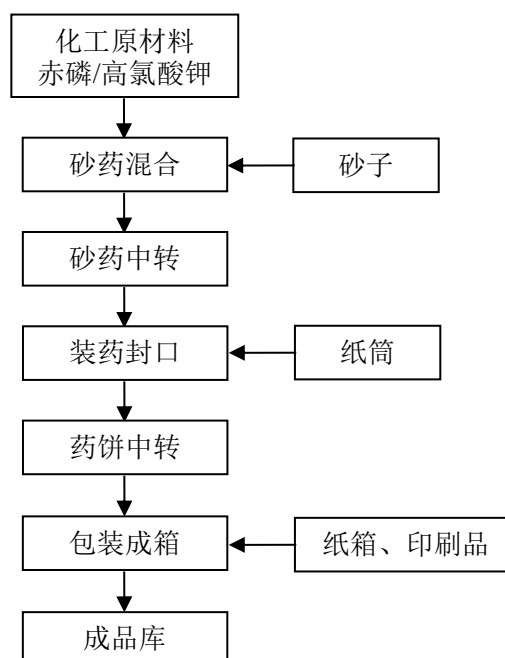 化工原材料
赤磷/高氯酸钾
砂药混合
砂子
砂药中转
装药封口
纸筒
药饼中转
包装成箱
纸箱、印刷品
成品库